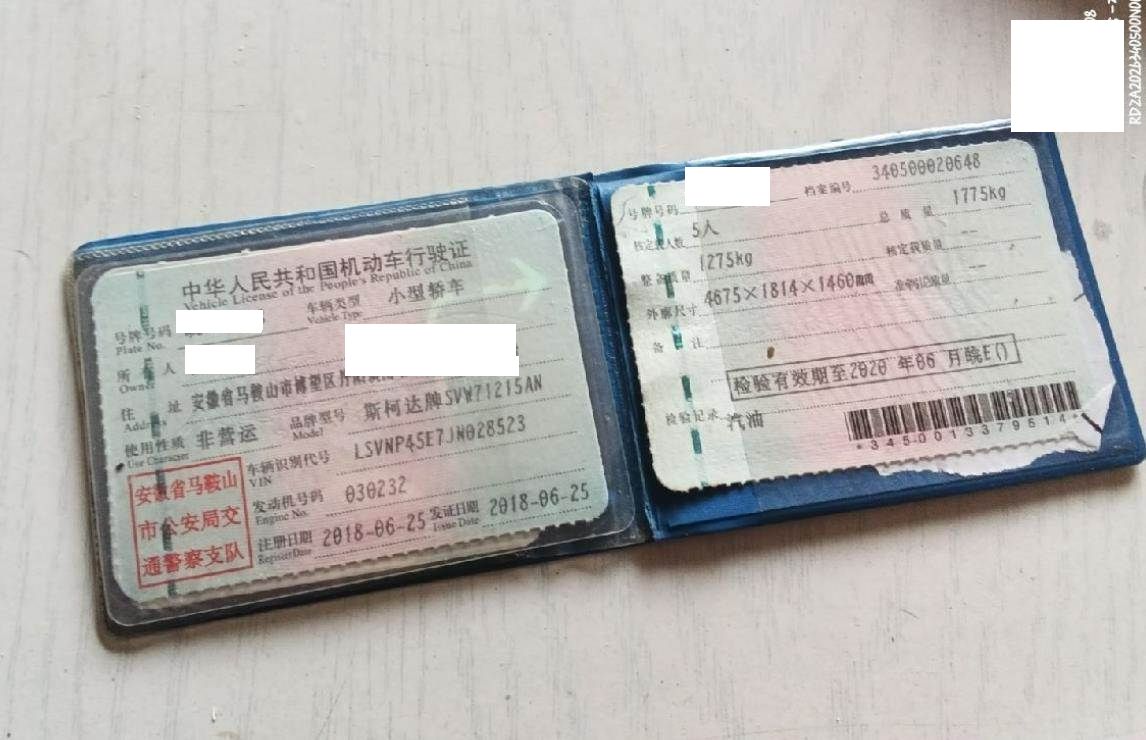 中华人民共和国机动车行驶证
Vehicle License of the People's Republic of China
号牌号码
Plate No.
车辆类型 小型轿车
Vehicle Type
所有人
Owner
住址 安徽省马鞍山市博望区
Address
使用性质 非营运
Use Character
品牌型号 斯柯达牌SVW71215AN
Model
安徽省马鞍山
市公安局交
通警察支队
车辆识别代号 LSVNP45E7JN028523
VIN
发动机号码 030232
Engine No.
注册日期 2018-06-25 发证日期 2018-06-25
Register Date Issue Date
号牌号码 档案编号 340500020648
核定载人数 5人 总质量 1775kg
整备质量 1275kg 核定载质量 --
外廓尺寸 4675×1814×1460mm 准牵引总质量 --
备注
检验有效期至2020年06月皖E()
检验记录 汽油
*3450013379514*
RD2A2026340500N0